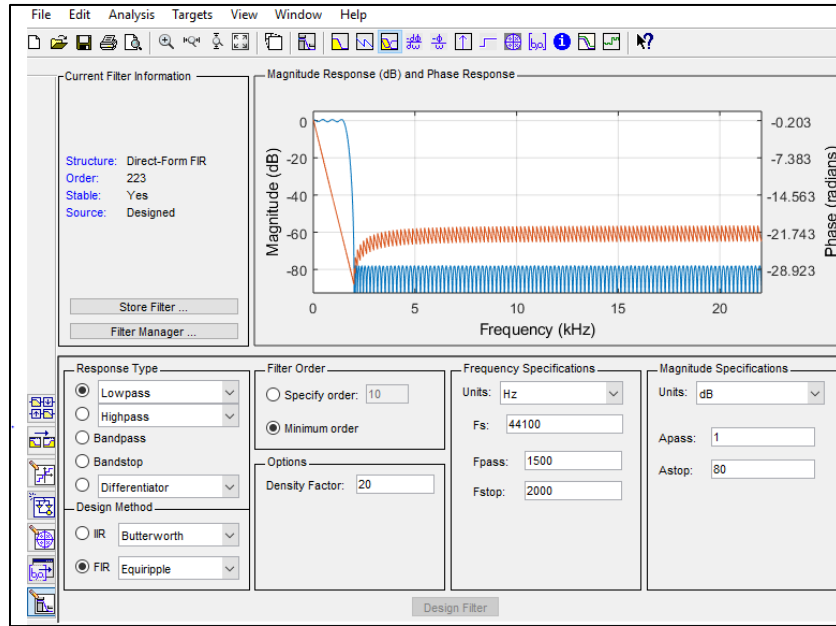 File Edit Analysis Targets View Window Help
Current Filter Information
Structure: Direct-Form FIR
Order: 223
Stable: Yes
Source: Designed
Store Filter ...
Filter Manager ...
Magnitude Response (dB) and Phase Response
Magnitude (dB)
0
-20
-40
-60
-80
-0.203
-7.383
-14.563
-21.743
-28.923
Phase (radians)
0 5 10 15 20
Frequency (kHz)
Response Type
Lowpass
Highpass
Bandpass
Bandstop
Differentiator
Design Method
IIR Butterworth
FIR Equiripple
Filter Order
Specify order: 10
Minimum order
Options
Density Factor: 20
Frequency Specifications
Units: Hz
Fs: 44100
Fpass: 1500
Fstop: 2000
Magnitude Specifications
Units: dB
Apass: 1
Astop: 80
Design Filter